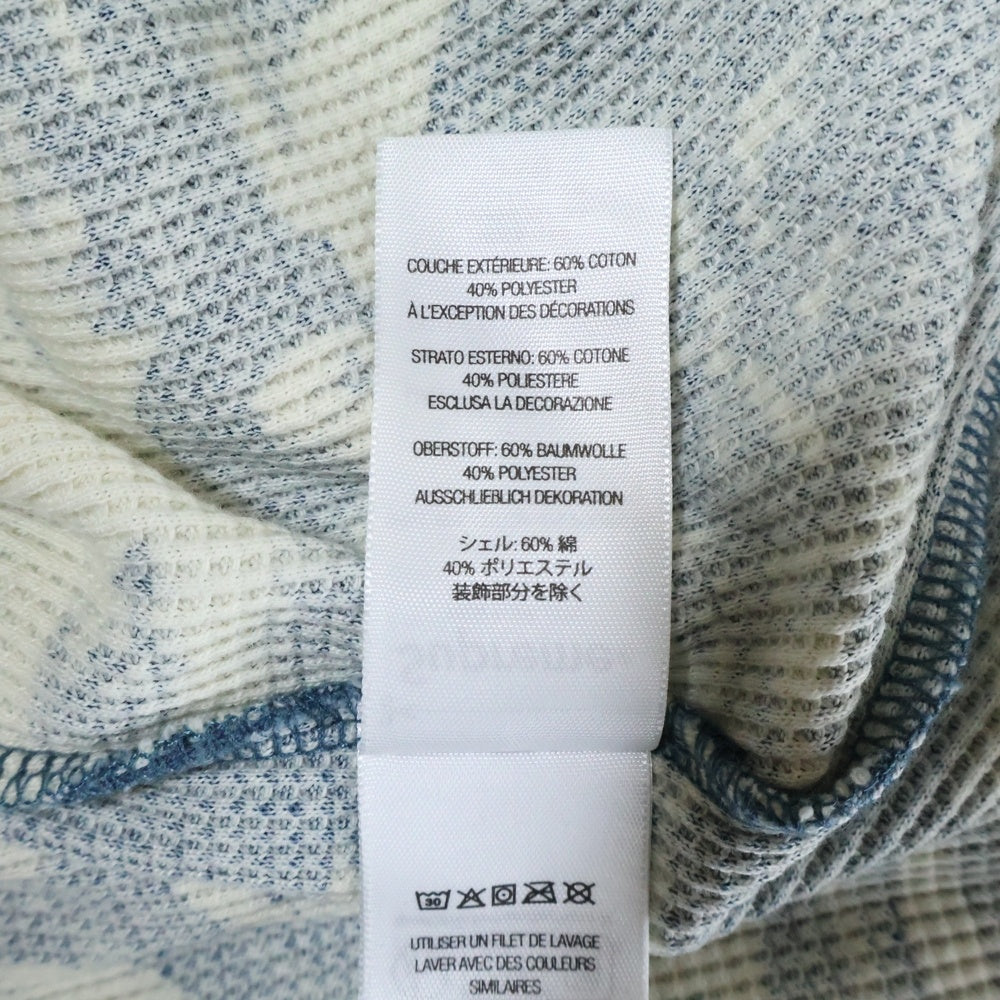 COUCHE EXTÉRIEURE: 60% COTON
40% POLYESTER
À L'EXCEPTION DES DÉCORATIONS
STRATO ESTERNO: 60% COTONE
40% POLIESTERE
ESCLUSA LA DECORAZIONE
OBERSTOFF: 60% BAUMWOLLE
40% POLYESTER
AUSSCHLIEBLICH DEKORATION
シェル: 60% 綿
40% ポリエステル
装飾部分を除く
30
UTILISER UN FILET DE LAVAGE
LAVER AVEC DES COULEURS
SIMILAIRES